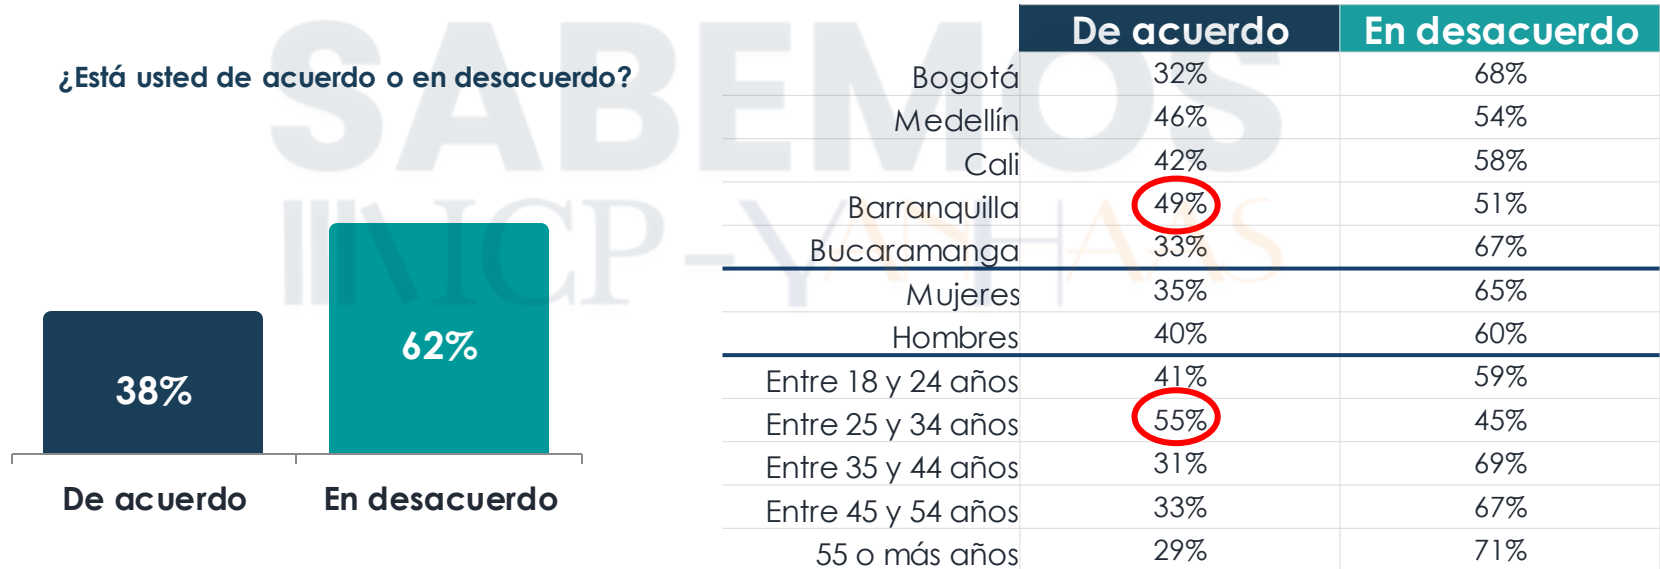 ¿Está usted de acuerdo o en desacuerdo?
38%
62%
De acuerdo En desacuerdo
De acuerdo En desacuerdo
Bogotá 32% 68%
Medellín 46% 54%
Cali 42% 58%
Barranquilla 49% 51%
Bucaramanga 33% 67%
Mujeres 35% 65%
Hombres 40% 60%
Entre 18 y 24 años 41% 59%
Entre 25 y 34 años 55% 45%
Entre 35 y 44 años 31% 69%
Entre 45 y 54 años 33% 67%
55 o más años 29% 71%
SABEMOS
ICP-YANHAAS